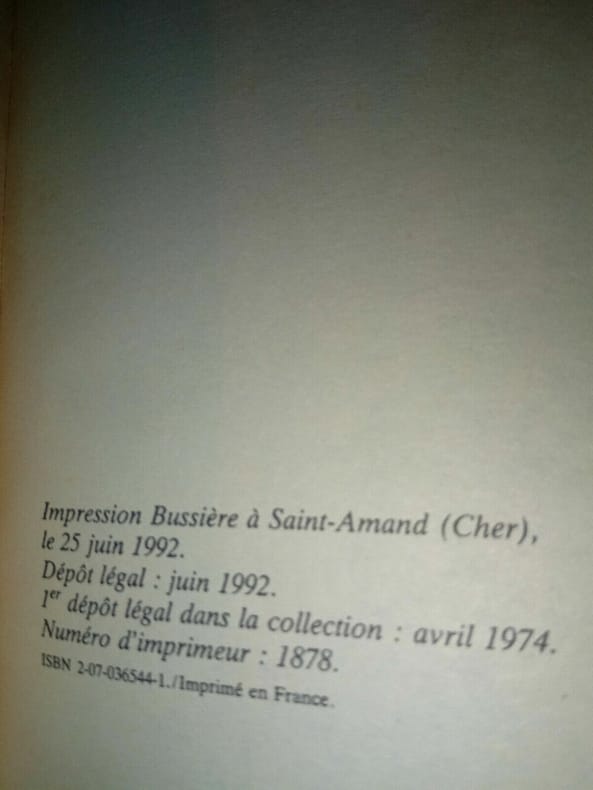 Impression Bussière à Saint-Amand (Cher),
le 25 juin 1992.
Dépôt légal : juin 1992.
1er dépôt légal dans la collection : avril 1974.
Numéro d'imprimeur : 1878.
ISBN 2-07-036544-1./Imprimé en France.